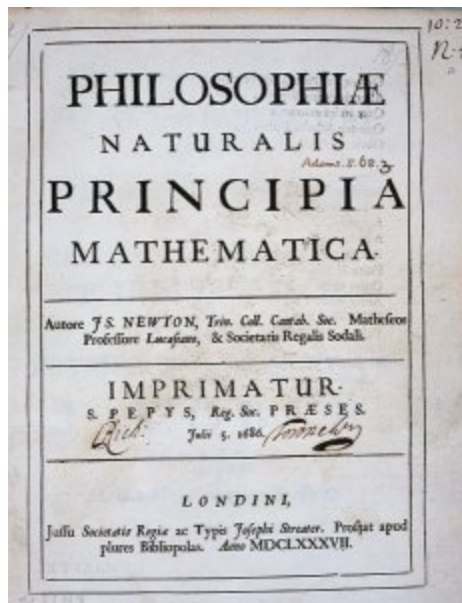 10:2
PHILOSOPHIÆ
NATURALIS
Adams.5.68.3
PRINCIPIA
MATHEMATICA.
Autore JS. NEWTON, Trin. Coll. Cantab. Soc. Matheseos
Professore Lucasiano, & Societatis Regalis Sodali.
IMPRIMATUR.
S. PEPYS, Reg. Soc. PRÆSES.
Julii 5. 1686.
LONDINI,
Jussu Societatis Regiæ ac Typis Josephi Streater. Prostat apud
plures Bibliopolas. Anno MDCLXXXVII.